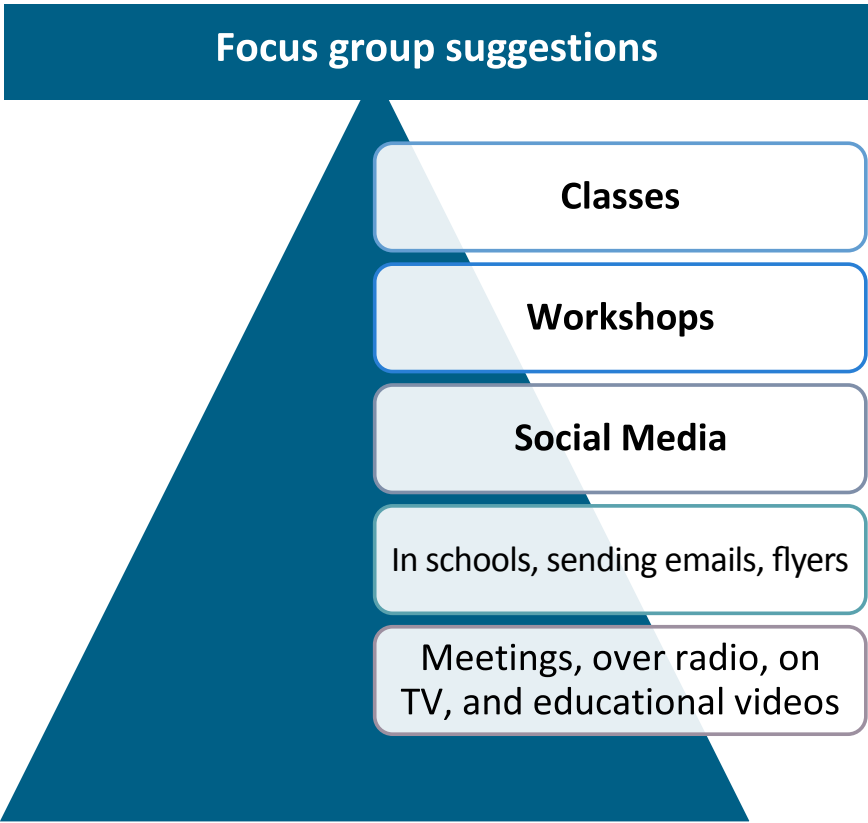 Focus group suggestions
Classes
Workshops
Social Media
In schools, sending emails, flyers
Meetings, over radio, on
TV, and educational videos